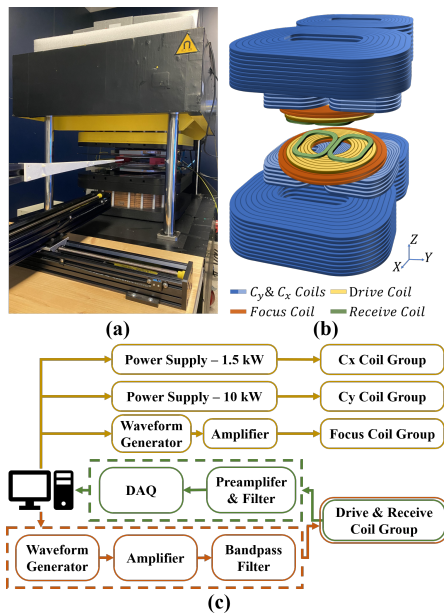 (a)
Z
Y
X
C_y & C_x Coils
Drive Coil
Focus Coil
Receive Coil
(b)
Power Supply – 1.5 kW
Cx Coil Group
Power Supply – 10 kW
Cy Coil Group
Waveform
Generator
Amplifier
Focus Coil Group
DAQ
Preamplifer
& Filter
Drive & Receive
Coil Group
Waveform
Generator
Amplifier
Bandpass
Filter
(c)